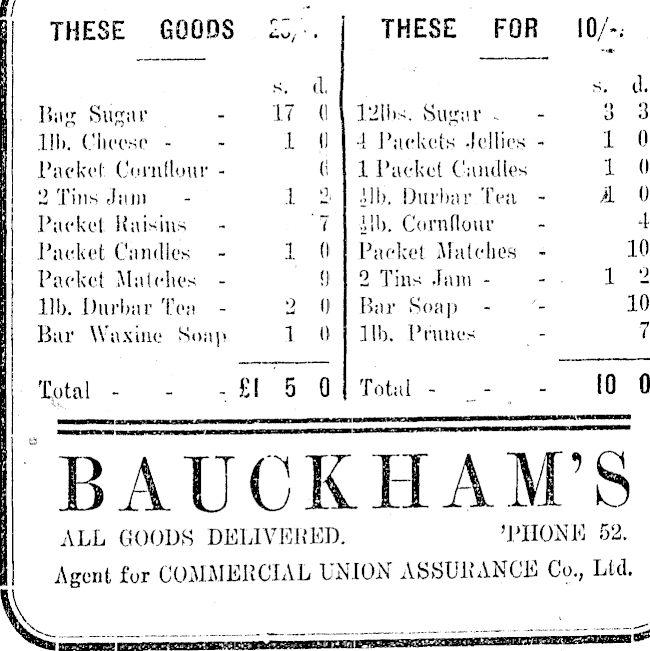 THESE GOODS 25/-.
s. d.
Bag Sugar - 17 0
1lb. Cheese - - 1 0
Packet Cornflour - 6
2 Tins Jam - 1 2
Packet Raisins - 7
Packet Candles - 1 0
Packet Matches - 9
1lb. Durbar Tea - 2 0
Bar Waxine Soap 1 0
Total - - - £1 5 0
THESE FOR 10/-.
s. d.
12lbs. Sugar - - 3 3
4 Packets Jellies - 1 0
1 Packet Candles 1 0
½lb. Durbar Tea - 1 0
½lb. Cornflour - 4
Packet Matches - 10
2 Tins Jam - - 1 2
Bar Soap - - 10
1lb. Prunes - 7
Total - - - 10 0
BAUCKHAM'S
ALL GOODS DELIVERED. 'PHONE 52.
Agent for COMMERCIAL UNION ASSURANCE Co., Ltd.